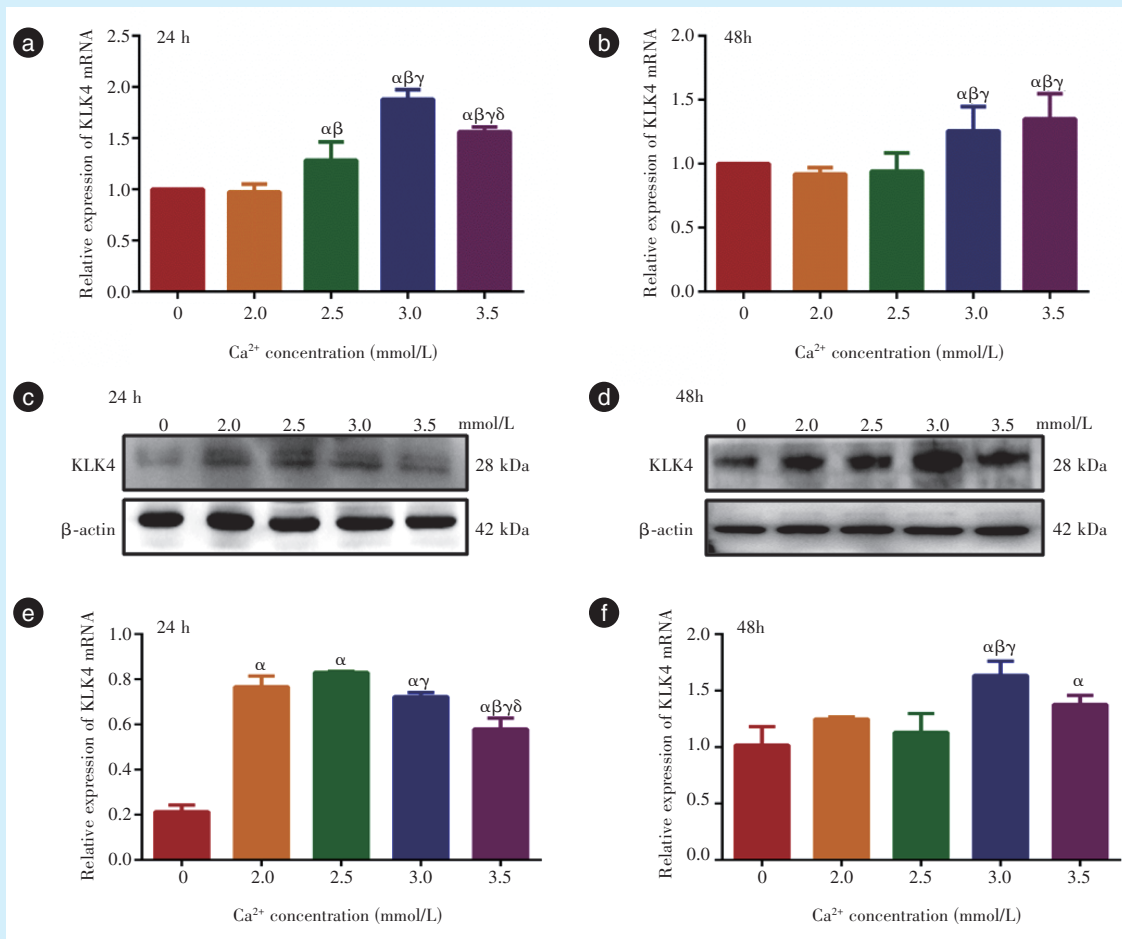 a
24 h
Relative expression of KLK4 mRNA
2.5
2.0
1.5
1.0
0.5
0.0
αβ
αβγ
αβγδ
0 2.0 2.5 3.0 3.5
Ca²⁺ concentration (mmol/L)
b
48h
Relative expression of KLK4 mRNA
2.0
1.5
1.0
0.5
0.0
αβγ
αβγ
0 2.0 2.5 3.0 3.5
Ca²⁺ concentration (mmol/L)
c
24 h
0 2.0 2.5 3.0 3.5 mmol/L
KLK4 28 kDa
β-actin 42 kDa
d
48h
0 2.0 2.5 3.0 3.5 mmol/L
KLK4 28 kDa
β-actin 42 kDa
e
24 h
Relative expression of KLK4 mRNA
1.0
0.8
0.6
0.4
0.2
0.0
α
α
αγ
αβγδ
0 2.0 2.5 3.0 3.5
Ca²⁺ concentration (mmol/L)
f
48h
Relative expression of KLK4 mRNA
2.0
1.5
1.0
0.5
0.0
αβγ
α
0 2.0 2.5 3.0 3.5
Ca²⁺ concentration (mmol/L)